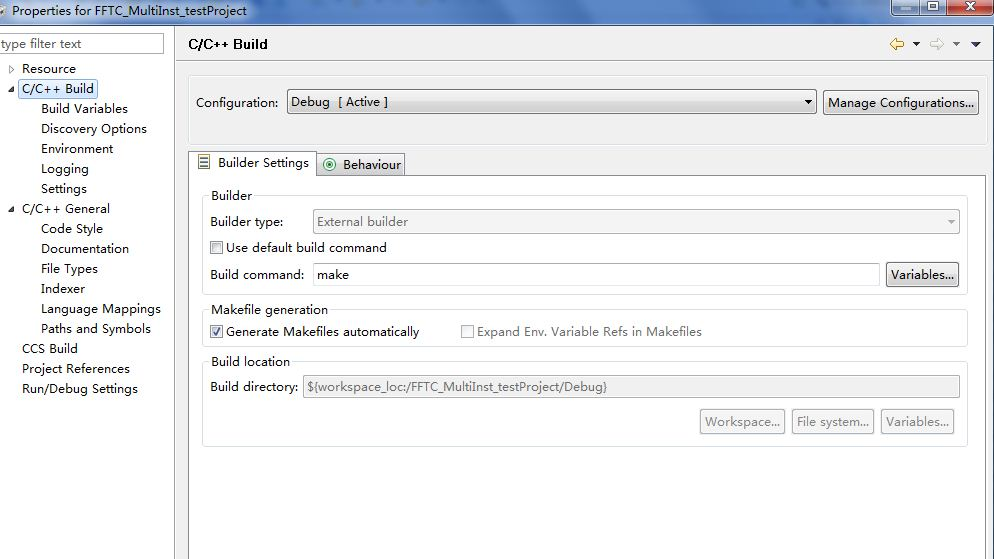 Properties for FFTC_MultiInst_testProject
type filter text
Resource
C/C++ Build
Build Variables
Discovery Options
Environment
Logging
Settings
C/C++ General
Code Style
Documentation
File Types
Indexer
Language Mappings
Paths and Symbols
CCS Build
Project References
Run/Debug Settings
C/C++ Build
Configuration: Debug [ Active ] Manage Configurations...
Builder Settings Behaviour
Builder
Builder type: External builder
Use default build command
Build command: make Variables...
Makefile generation
Generate Makefiles automatically Expand Env. Variable Refs in Makefiles
Build location
Build directory: ${workspace_loc:/FFTC_MultiInst_testProject/Debug}
Workspace... File system... Variables...